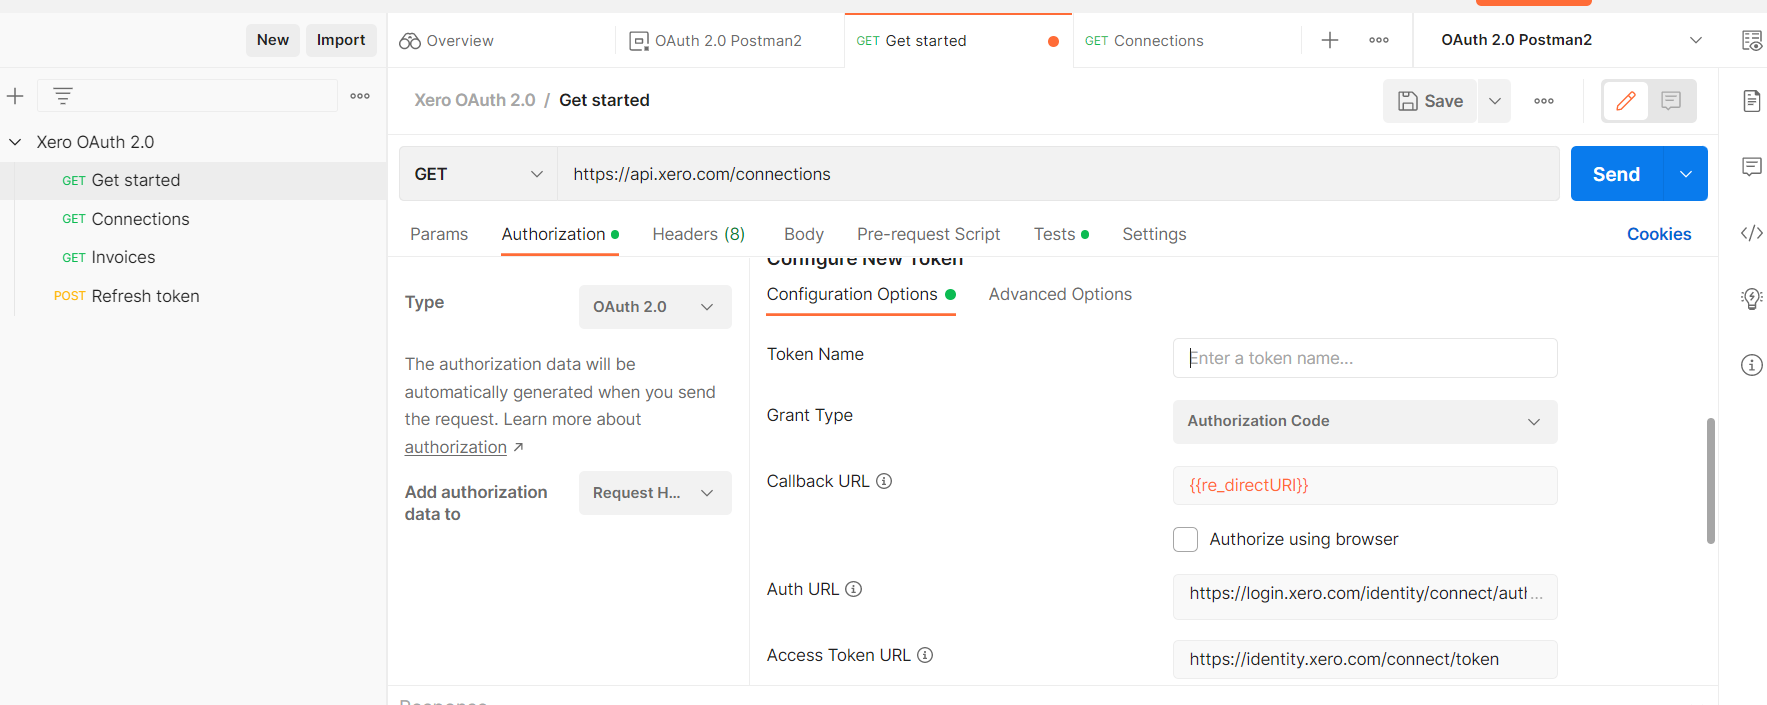 New
Import
Overview
OAuth 2.0 Postman2
GET Get started
GET Connections
OAuth 2.0 Postman2
Xero OAuth 2.0 / Get started
Save
Xero OAuth 2.0
GET Get started
GET Connections
GET Invoices
POST Refresh token
GET
https://api.xero.com/connections
Send
Params
Authorization
Headers (8)
Body
Pre-request Script
Tests
Settings
Cookies
Type
OAuth 2.0
The authorization data will be
automatically generated when you send
the request. Learn more about
authorization ↗
Add authorization
data to
Request H...
Configure New Token
Configuration Options
Advanced Options
Token Name
Enter a token name...
Grant Type
Authorization Code
Callback URL
{{re_directURI}}
Authorize using browser
Auth URL
https://login.xero.com/identity/connect/aut...
Access Token URL
https://identity.xero.com/connect/token
Response